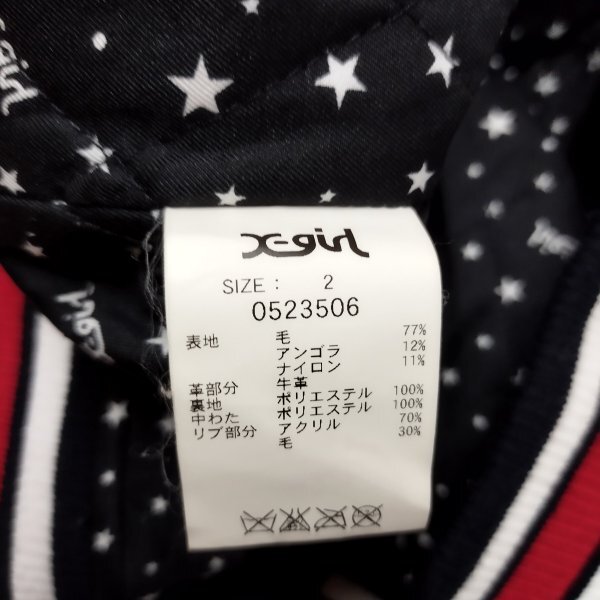 X-girl
SIZE : 2
0523506
表地 毛 77%
アンゴラ 12%
ナイロン 11%
革部分 牛革
裏地 ポリエステル 100%
中わた ポリエステル 100%
リブ部分 アクリル 70%
毛 30%